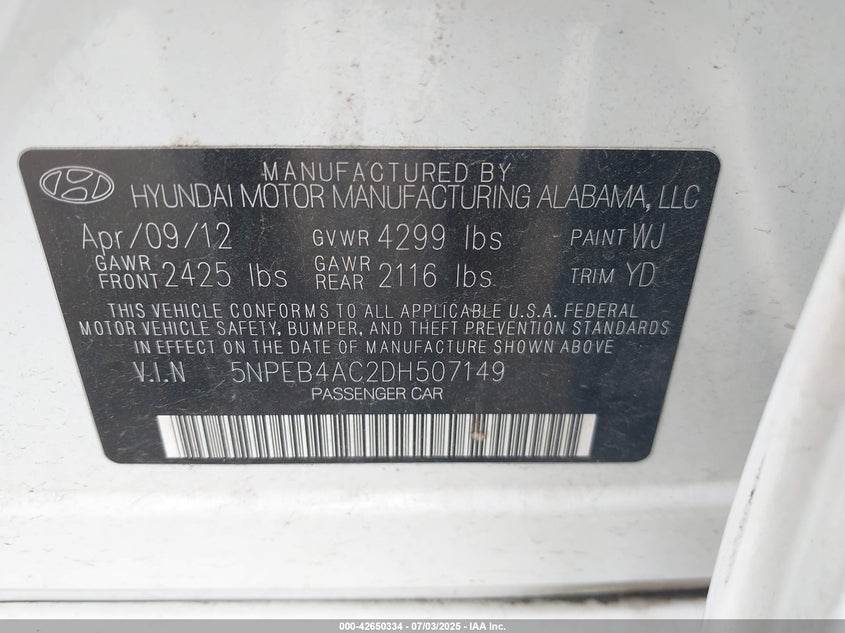 MANUFACTURED BY
HYUNDAI MOTOR MANUFACTURING ALABAMA, LLC
Apr/09/12 GVWR 4299 lbs PAINT WJ
GAWR FRONT 2425 lbs GAWR REAR 2116 lbs TRIM YD
THIS VEHICLE CONFORMS TO ALL APPLICABLE U.S.A. FEDERAL
MOTOR VEHICLE SAFETY, BUMPER, AND THEFT PREVENTION STANDARDS
IN EFFECT ON THE DATE OF MANUFACTURE SHOWN ABOVE
V.I.N 5NPEB4AC2DH507149
PASSENGER CAR
000-42650334 - 07/03/2025 - IAA Inc.